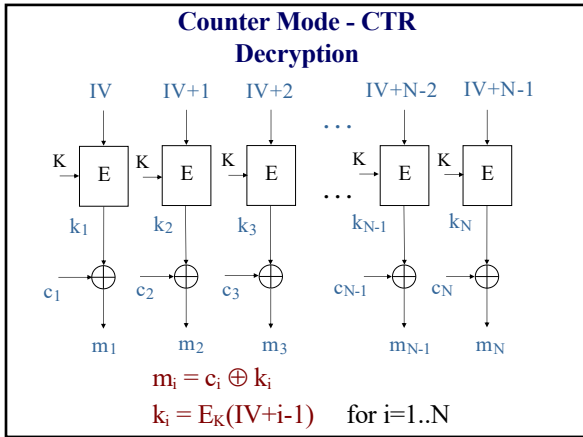 Counter Mode - CTR
Decryption
IV IV+1 IV+2 IV+N-2 IV+N-1
. . .
K E K E K E . . . K E K E
k₁ k₂ k₃ kN-1 kN
c₁ c₂ c₃ cN-1 cN
m₁ m₂ m₃ mN-1 mN
mᵢ = cᵢ ⊕ kᵢ
kᵢ = EK(IV+i-1) for i=1..N